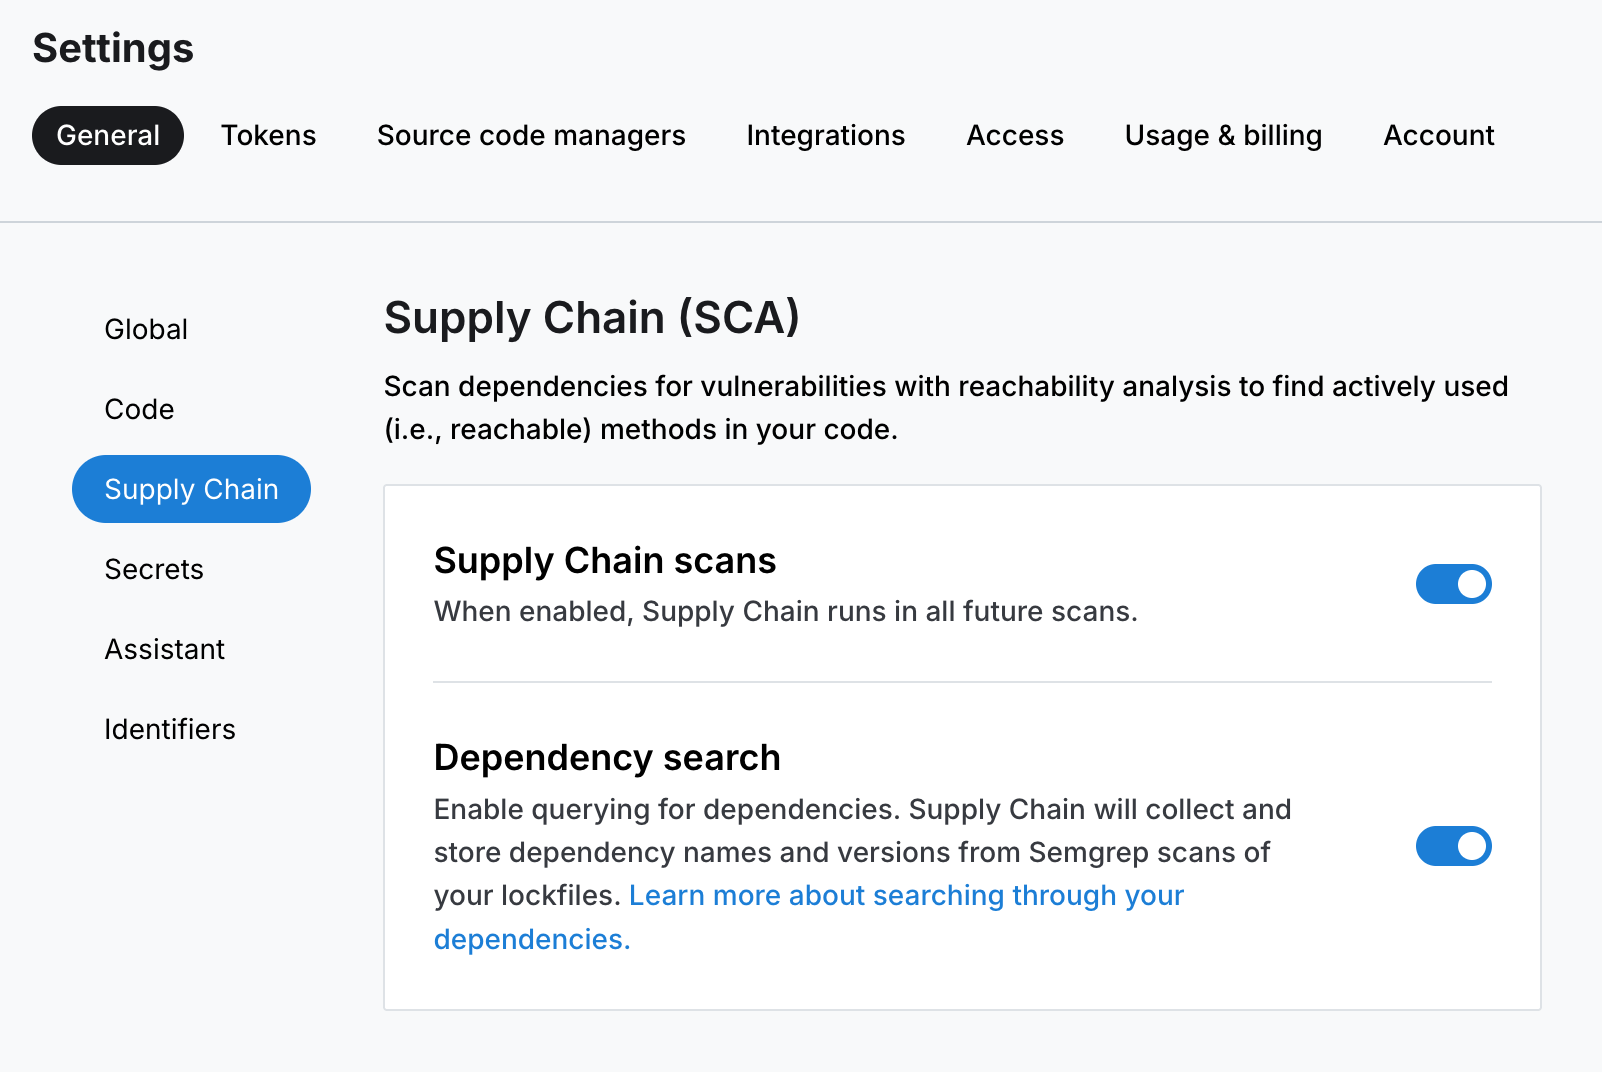 Settings
General
Tokens
Source code managers
Integrations
Access
Usage & billing
Account
Global
Code
Supply Chain
Secrets
Assistant
Identifiers
Supply Chain (SCA)
Scan dependencies for vulnerabilities with reachability analysis to find actively used
(i.e., reachable) methods in your code.
Supply Chain scans
When enabled, Supply Chain runs in all future scans.
Dependency search
Enable querying for dependencies. Supply Chain will collect and
store dependency names and versions from Semgrep scans of
your lockfiles. Learn more about searching through your
dependencies.